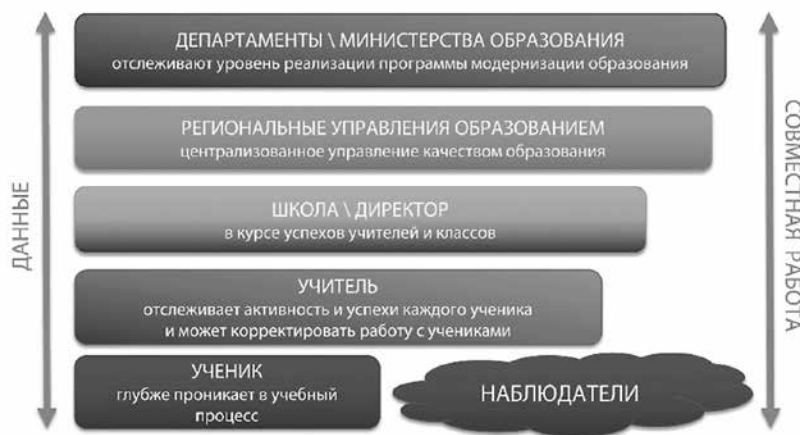 ДЕПАРТАМЕНТЫ \ МИНИСТЕРСТВА ОБРАЗОВАНИЯ
отслеживают уровень реализации программы модернизации образования
РЕГИОНАЛЬНЫЕ УПРАВЛЕНИЯ ОБРАЗОВАНИЕМ
централизованное управление качеством образования
ШКОЛА \ ДИРЕКТОР
в курсе успехов учителей и классов
УЧИТЕЛЬ
отслеживает активность и успехи каждого ученика
и может корректировать работу с учениками
УЧЕНИК
глубже проникает в учебный
процесс
НАБЛЮДАТЕЛИ
ДАННЫЕ
СОВМЕСТНАЯ РАБОТА